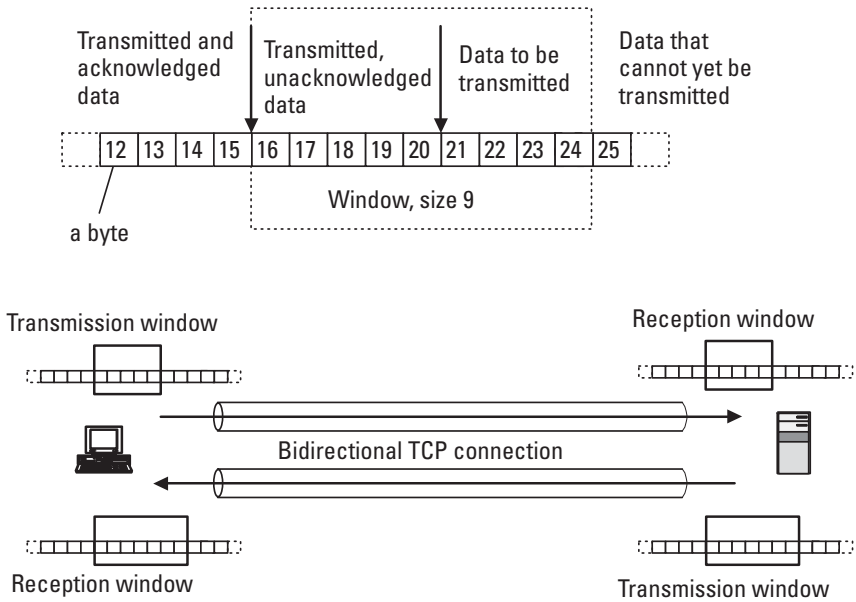 Transmitted and
acknowledged
data
Transmitted,
unacknowledged
data
Data to be
transmitted
Data that
cannot yet be
transmitted
12 13 14 15 16 17 18 19 20 21 22 23 24 25
Window, size 9
a byte
Transmission window
Reception window
Bidirectional TCP connection
Reception window
Transmission window